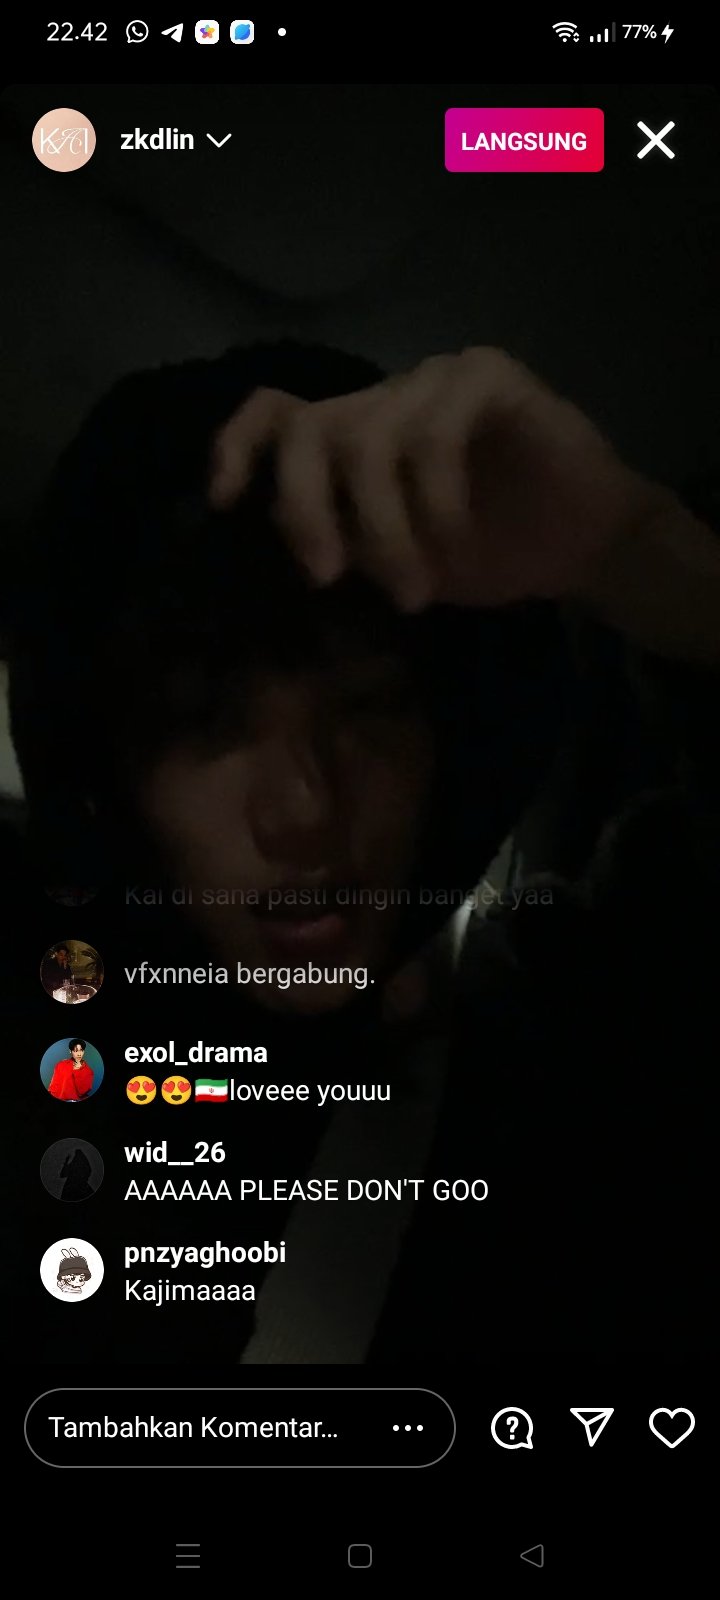 22.42
77%
KAI
zkdlin
LANGSUNG
Kai di sana pasti dingin banget yaa
vfxnneia bergabung.
exol_drama
😍😍🇮🇷loveee youuu
wid__26
AAAAAA PLEASE DON'T GOO
pnzyaghoobi
Kajimaaaa
Tambahkan Komentar...